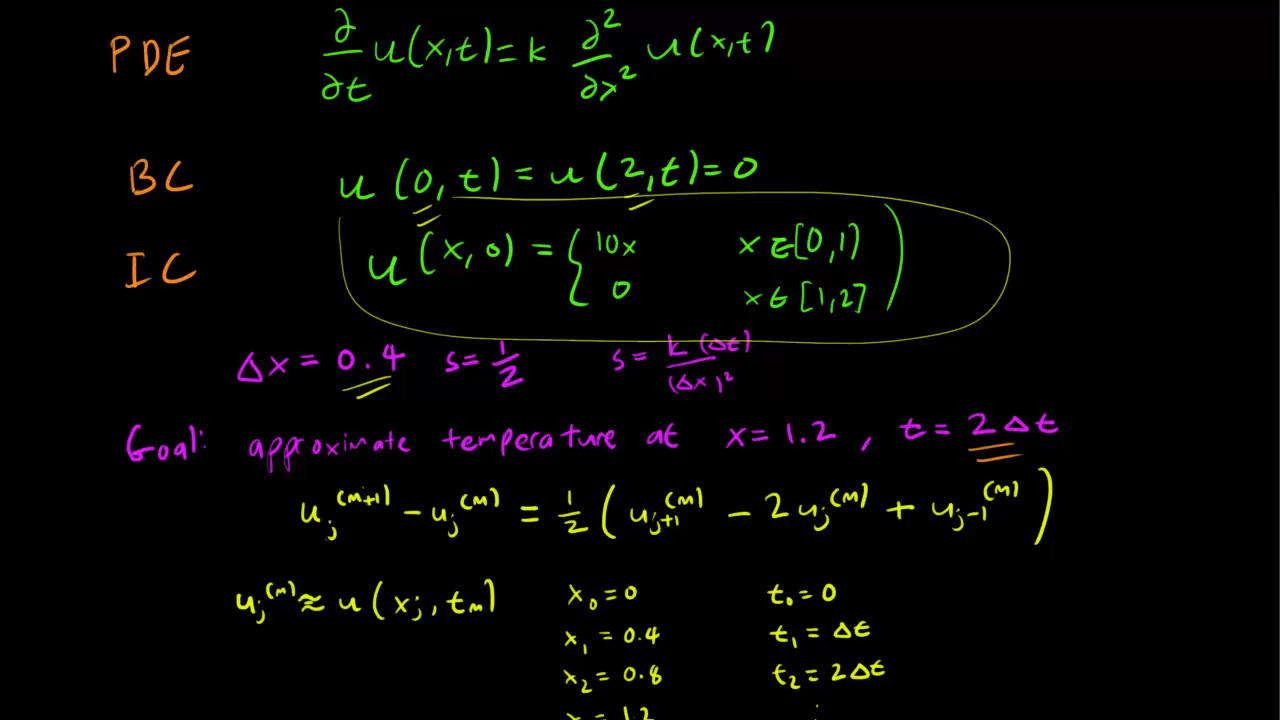 PDE ∂/∂t u(x,t) = k ∂²/∂x² u(x,t)
BC u(0,t) = u(2,t) = 0
IC u(x,0) = { 10x x∈[0,1)
0 x∈[1,2] )
Δx = 0.4 s = 1/2 s = k(Δt)/(Δx)²
Goal: approximate temperature at x = 1.2 , t = 2Δt
u_j^(m+1) - u_j^(m) = 1/2 ( u_j+1^(m) - 2u_j^(m) + u_j-1^(m) )
u_j^(m) ≈ u(x_j, t_m) x₀ = 0 t₀ = 0
x₁ = 0.4 t₁ = Δt
x₂ = 0.8 t₂ = 2Δt
x = 1.2